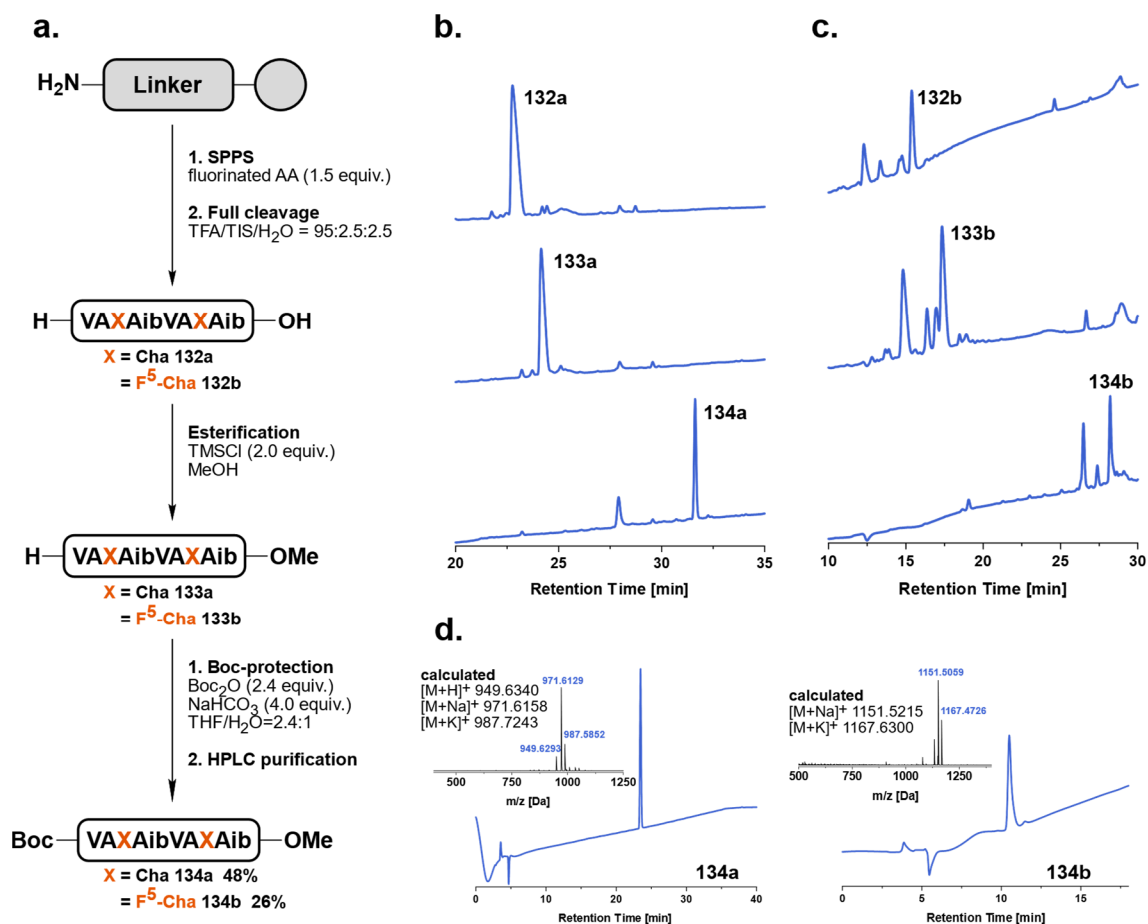 a.
H2N
Linker
1. SPPS
fluorinated AA (1.5 equiv.)
2. Full cleavage
TFA/TIS/H2O = 95:2.5:2.5
H VAXAibVAXAib OH
X = Cha 132a
= F5-Cha 132b
Esterification
TMSCl (2.0 equiv.)
MeOH
H VAXAibVAXAib OMe
X = Cha 133a
= F5-Cha 133b
1. Boc-protection
Boc2O (2.4 equiv.)
NaHCO3 (4.0 equiv.)
THF/H2O=2.4:1
2. HPLC purification
Boc VAXAibVAXAib OMe
X = Cha 134a 48%
= F5-Cha 134b 26%
b.
132a
133a
134a
20 25 30 35
Retention Time [min]
c.
132b
133b
134b
10 15 20 25 30
Retention Time [min]
d.
calculated
[M+H]+ 949.6340
[M+Na]+ 971.6158
[M+K]+ 987.7243
971.6129
987.5852
949.6293
500 750 1000 1250
m/z [Da]
134a
0 10 20 30 40
Retention Time [min]
calculated
[M+Na]+ 1151.5215
[M+K]+ 1167.6300
1151.5059
1167.4726
500 750 1000 1250
m/z [Da]
134b
0 5 10 15
Retention Time [min]